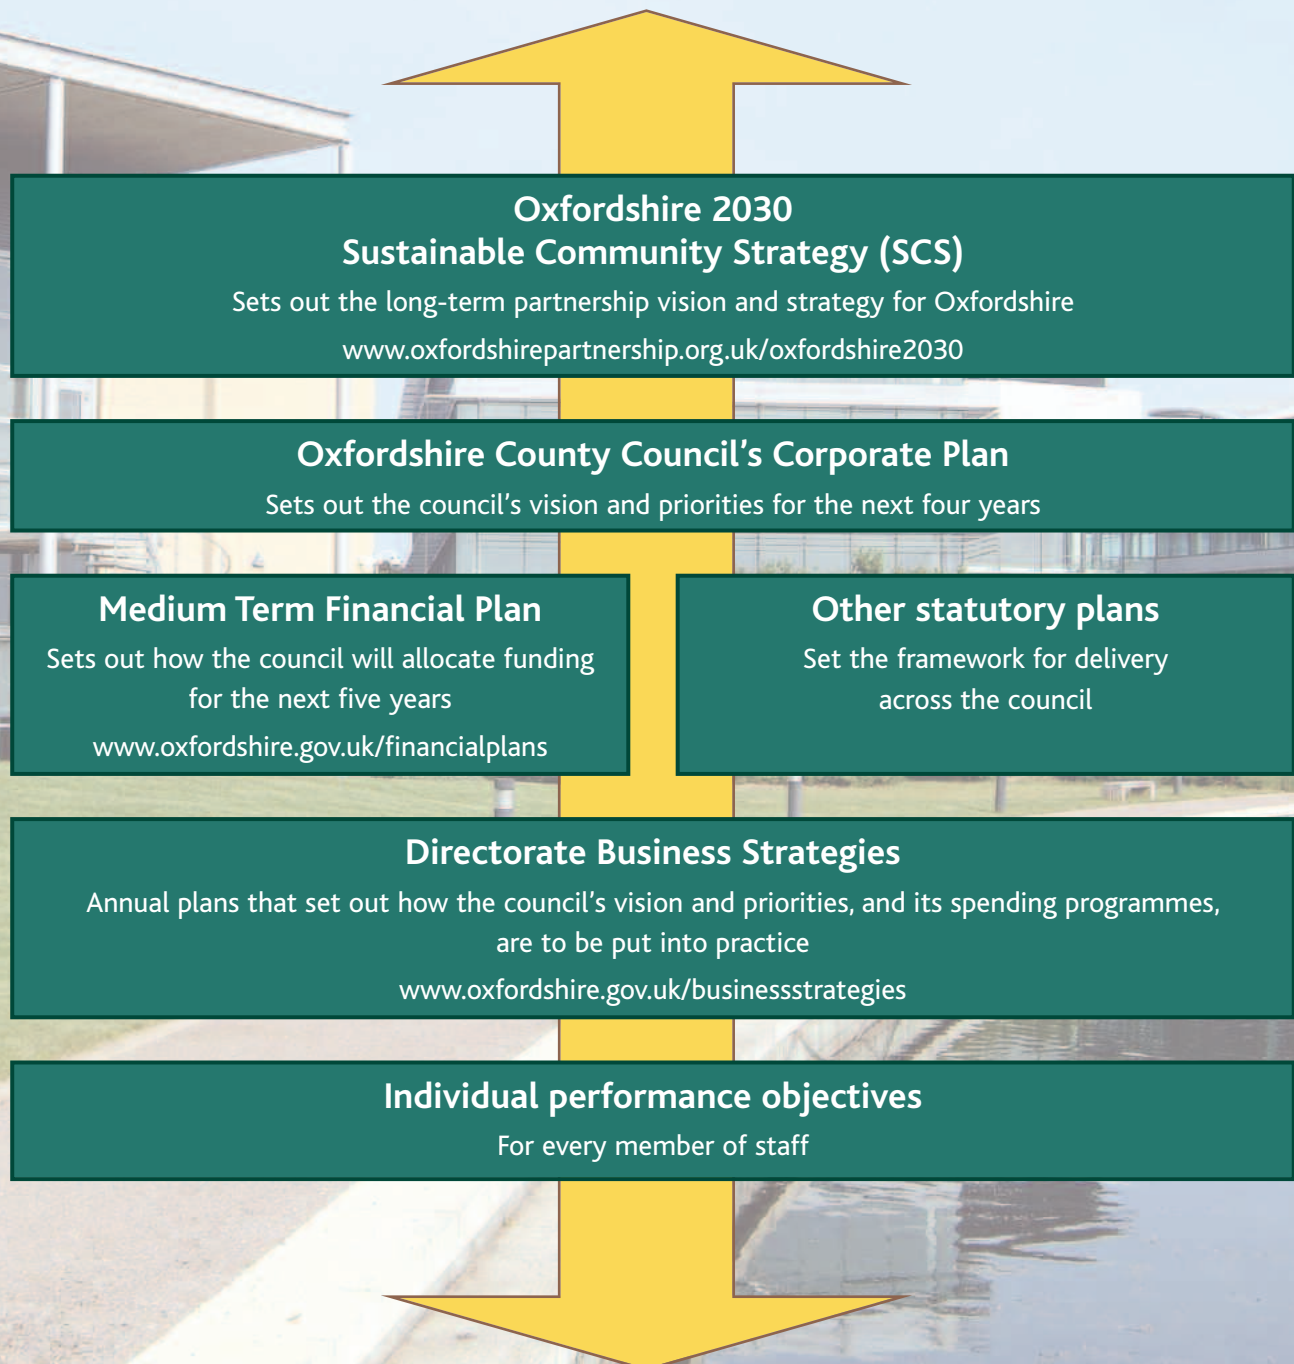 Oxfordshire 2030
Sustainable Community Strategy (SCS)
Sets out the long-term partnership vision and strategy for Oxfordshire
www.oxfordshirepartnership.org.uk/oxfordshire2030
Oxfordshire County Council’s Corporate Plan
Sets out the council’s vision and priorities for the next four years
Medium Term Financial Plan
Sets out how the council will allocate funding
for the next five years
www.oxfordshire.gov.uk/financialplans
Other statutory plans
Set the framework for delivery
across the council
Directorate Business Strategies
Annual plans that set out how the council’s vision and priorities, and its spending programmes,
are to be put into practice
www.oxfordshire.gov.uk/businessstrategies
Individual performance objectives
For every member of staff